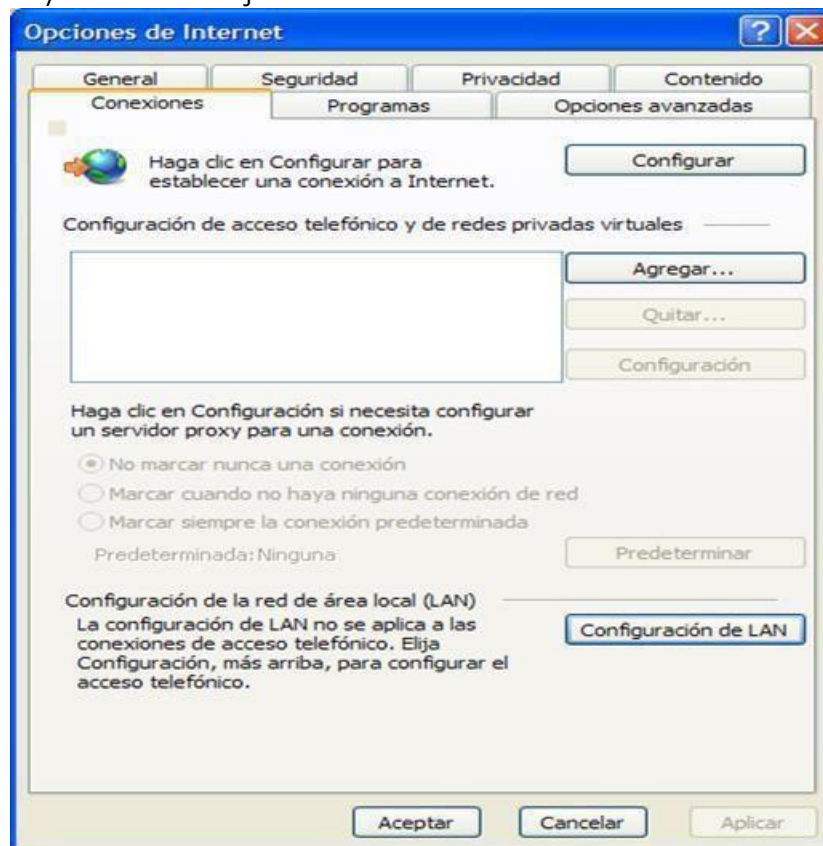 Opciones de Internet
General Seguridad Privacidad Contenido
Conexiones Programas Opciones avanzadas
Haga clic en Configurar para
establecer una conexión a Internet.
Configurar
Configuración de acceso telefónico y de redes privadas virtuales
Agregar...
Quitar...
Configuración
Haga clic en Configuración si necesita configurar
un servidor proxy para una conexión.
No marcar nunca una conexión
Marcar cuando no haya ninguna conexión de red
Marcar siempre la conexión predeterminada
Predeterminada: Ninguna
Predeterminar
Configuración de la red de área local (LAN)
La configuración de LAN no se aplica a las
conexiones de acceso telefónico. Elija
Configuración, más arriba, para configurar el
acceso telefónico.
Configuración de LAN
Aceptar Cancelar Aplicar